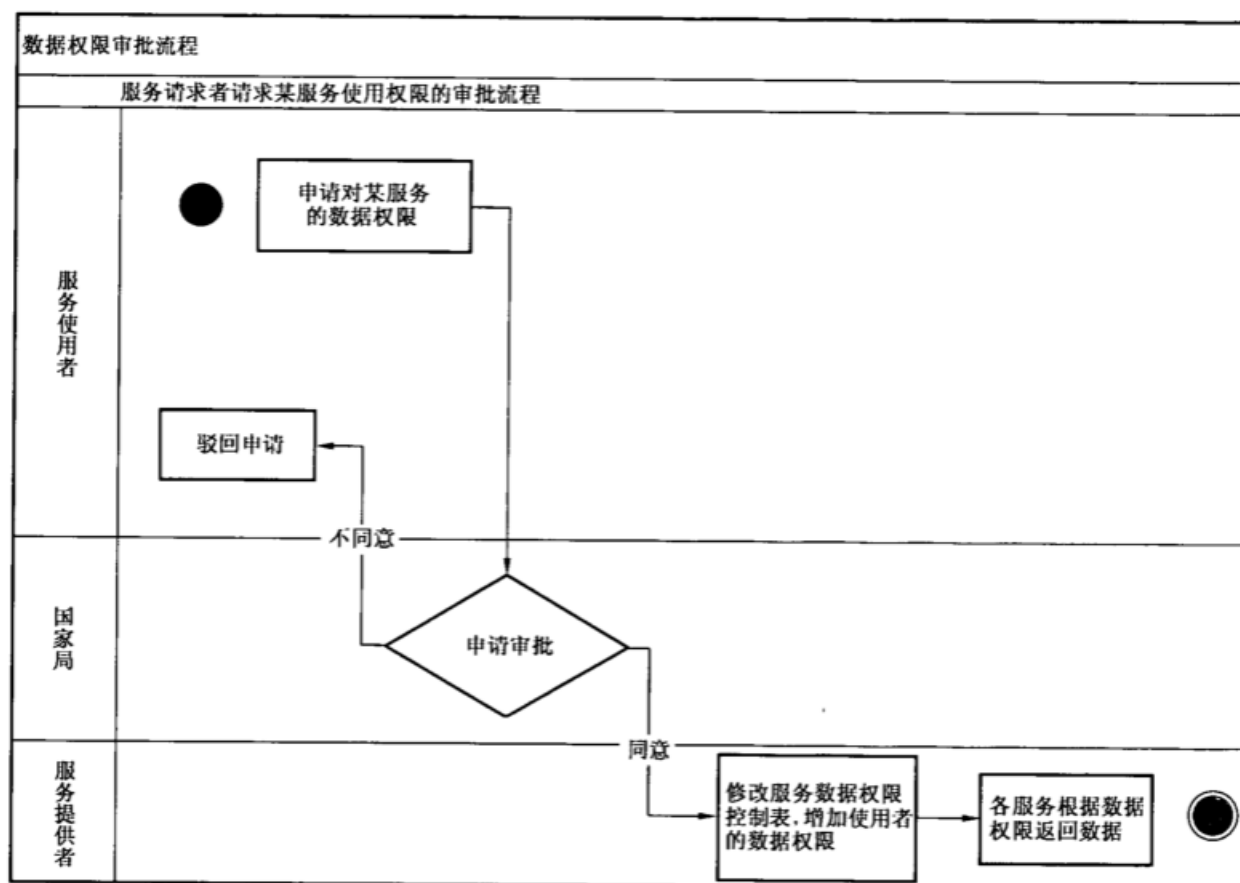 数据权限审批流程
服务请求者请求某服务使用权限的审批流程
服务使用者
申请对某服务
的数据权限
驳回申请
不同意
国家局
申请审批
同意
服务提供者
修改服务数据权限
控制表,增加使用者
的数据权限
各服务根据数据
权限返回数据